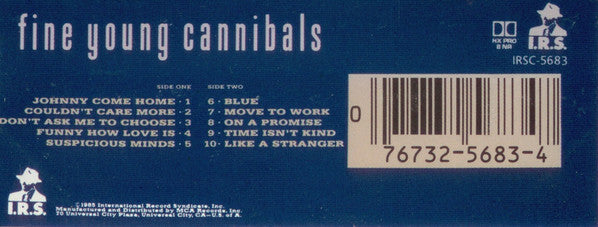 fine young cannibals
HX PRO
B NR
I.R.S.
IRSC-5683
SIDE ONE
JOHNNY COME HOME · 1
COULDN'T CARE MORE · 2
DON'T ASK ME TO CHOOSE · 3
FUNNY HOW LOVE IS · 4
SUSPICIOUS MINDS · 5
SIDE TWO
6 · BLUE
7 · MOVE TO WORK
8 · ON A PROMISE
9 · TIME ISN'T KIND
10 · LIKE A STRANGER
0 76732-5683-4
I.R.S.
©1985 International Record Syndicate, Inc.
Manufactured and Distributed by MCA Records, Inc.
70 Universal City Plaza, Universal City, CA—U.S. of A.